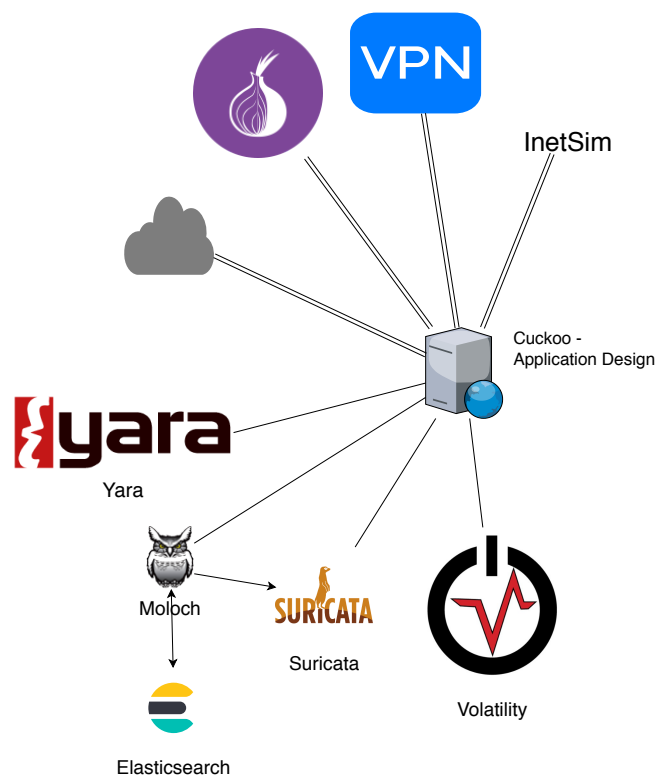 VPN
InetSim
Cuckoo -
Application Design
yara
Yara
Moloch
SURICATA
Suricata
Volatility
Elasticsearch